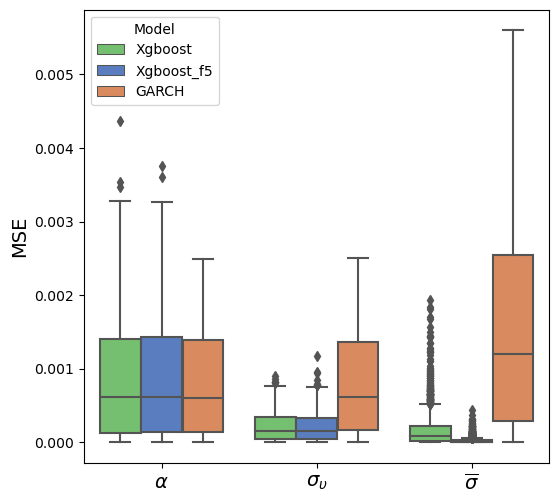 Model
Xgboost
Xgboost_f5
GARCH
0.005
0.004
0.003
0.002
0.001
0.000
MSE
α σ_υ σ̅